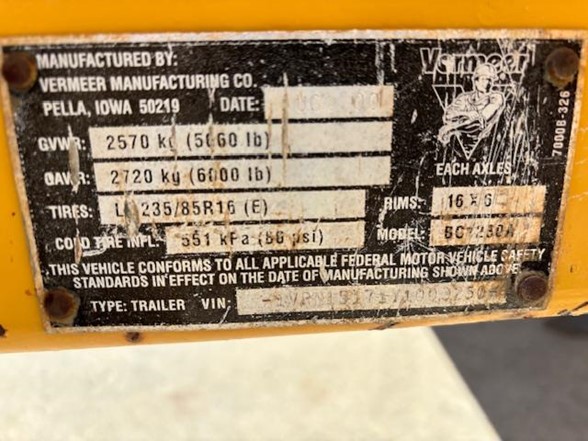 MANUFACTURED BY:
VERMEER MANUFACTURING CO.
PELLA, IOWA 50219 DATE:
Vermeer
GVWR: 2570 kg (5660 lb)
GAWR: 2720 kg (6000 lb)
EACH AXLES
TIRES: 235/85R16 (E) RIMS: 16 X 6
COLD TIRE INFL: 551 kPa (80 psi) MODEL:
THIS VEHICLE CONFORMS TO ALL APPLICABLE FEDERAL MOTOR VEHICLE SAFETY
STANDARDS IN EFFECT ON THE DATE OF MANUFACTURING SHOWN ABOVE.
TYPE: TRAILER VIN:
70008-326